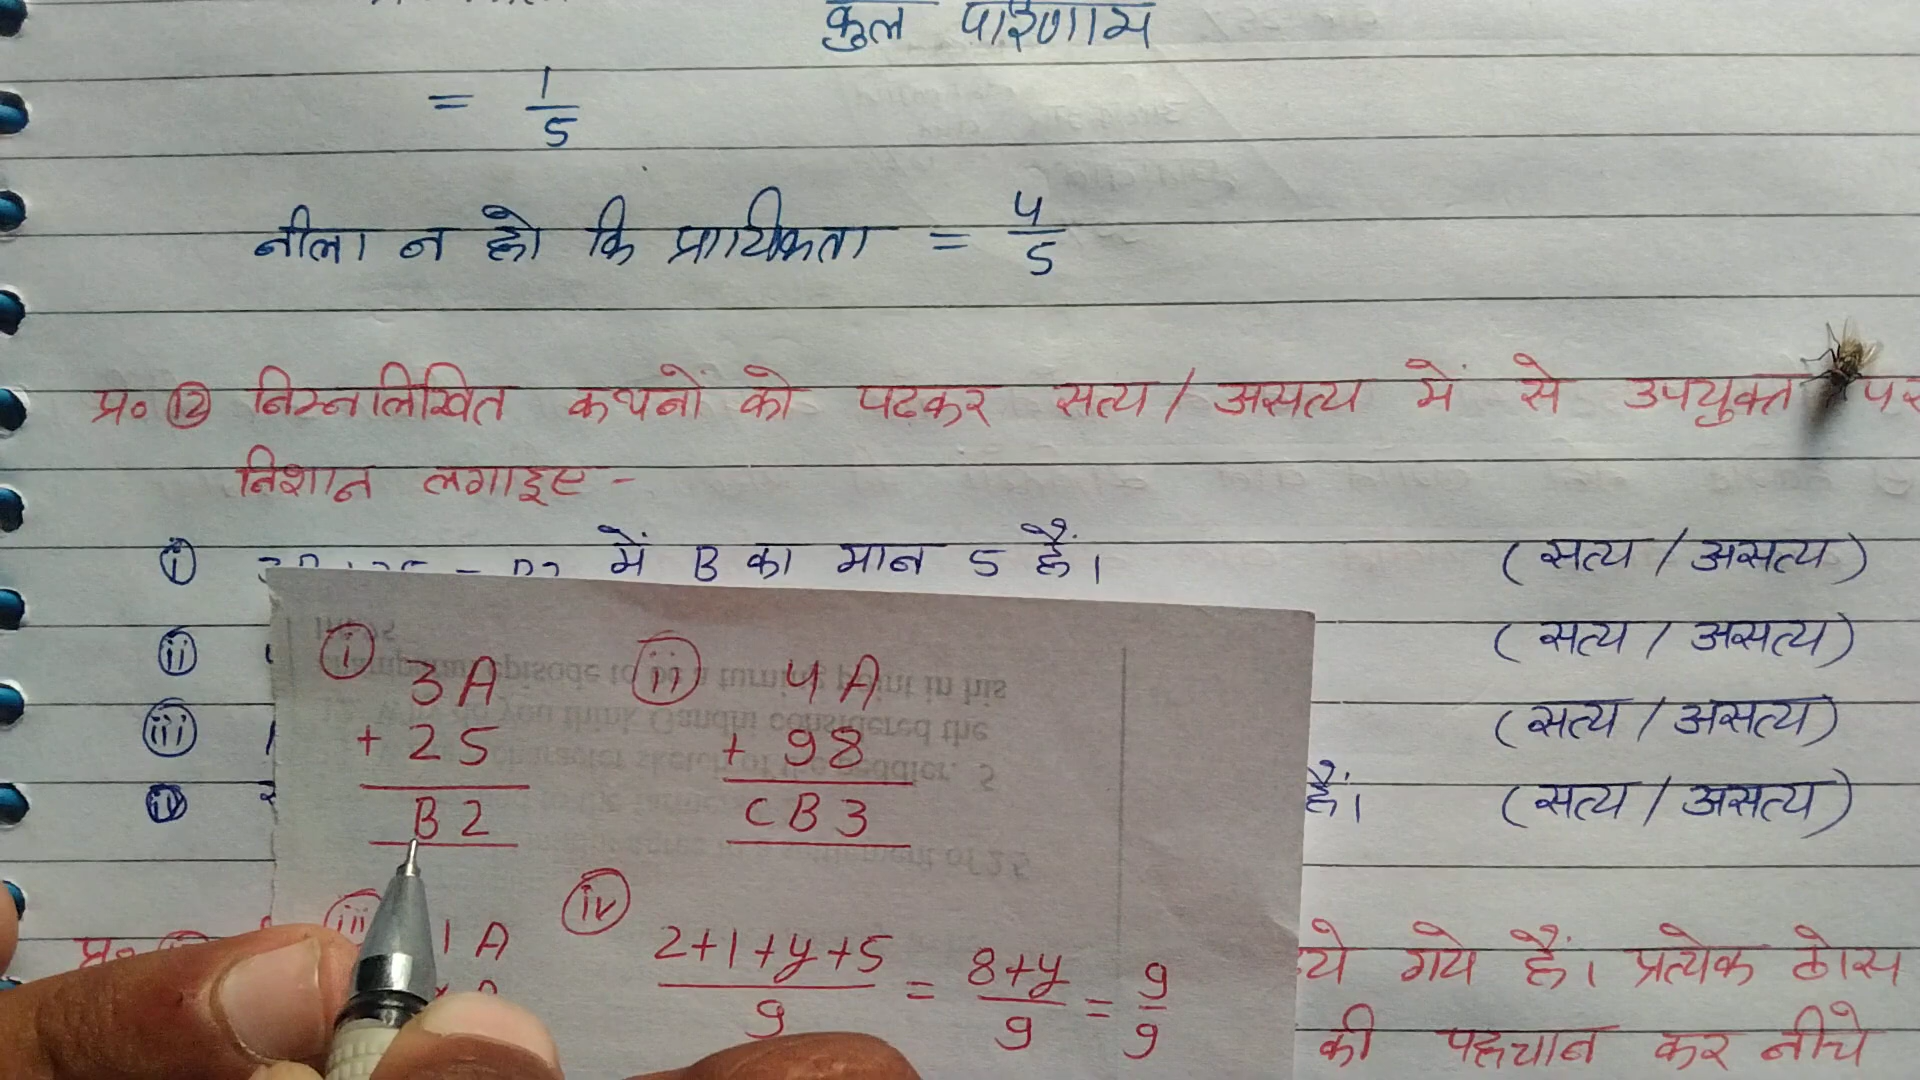 कुल परिणाम
= 1/5
नीला न हो कि प्रायिकता = 4/5
प्र० 12 निम्नलिखित कथनों को पढकर सत्य / असत्य में से उपयुक्त पर
निशान लगाइए -
(i) में B का मान 5 हैं। (सत्य / असत्य)
(ii) (सत्य / असत्य)
(iii) (सत्य / असत्य)
(iv) हैं। (सत्य / असत्य)
(i) 3A (ii) 4A
+ 25 + 98
B2 CB3
(iii) 1A (iv) 2+1+y+5/9 = 8+y/9 = 9/9
प्र०
ये गये हैं। प्रत्येक ठोस
की पहचान कर नीचे